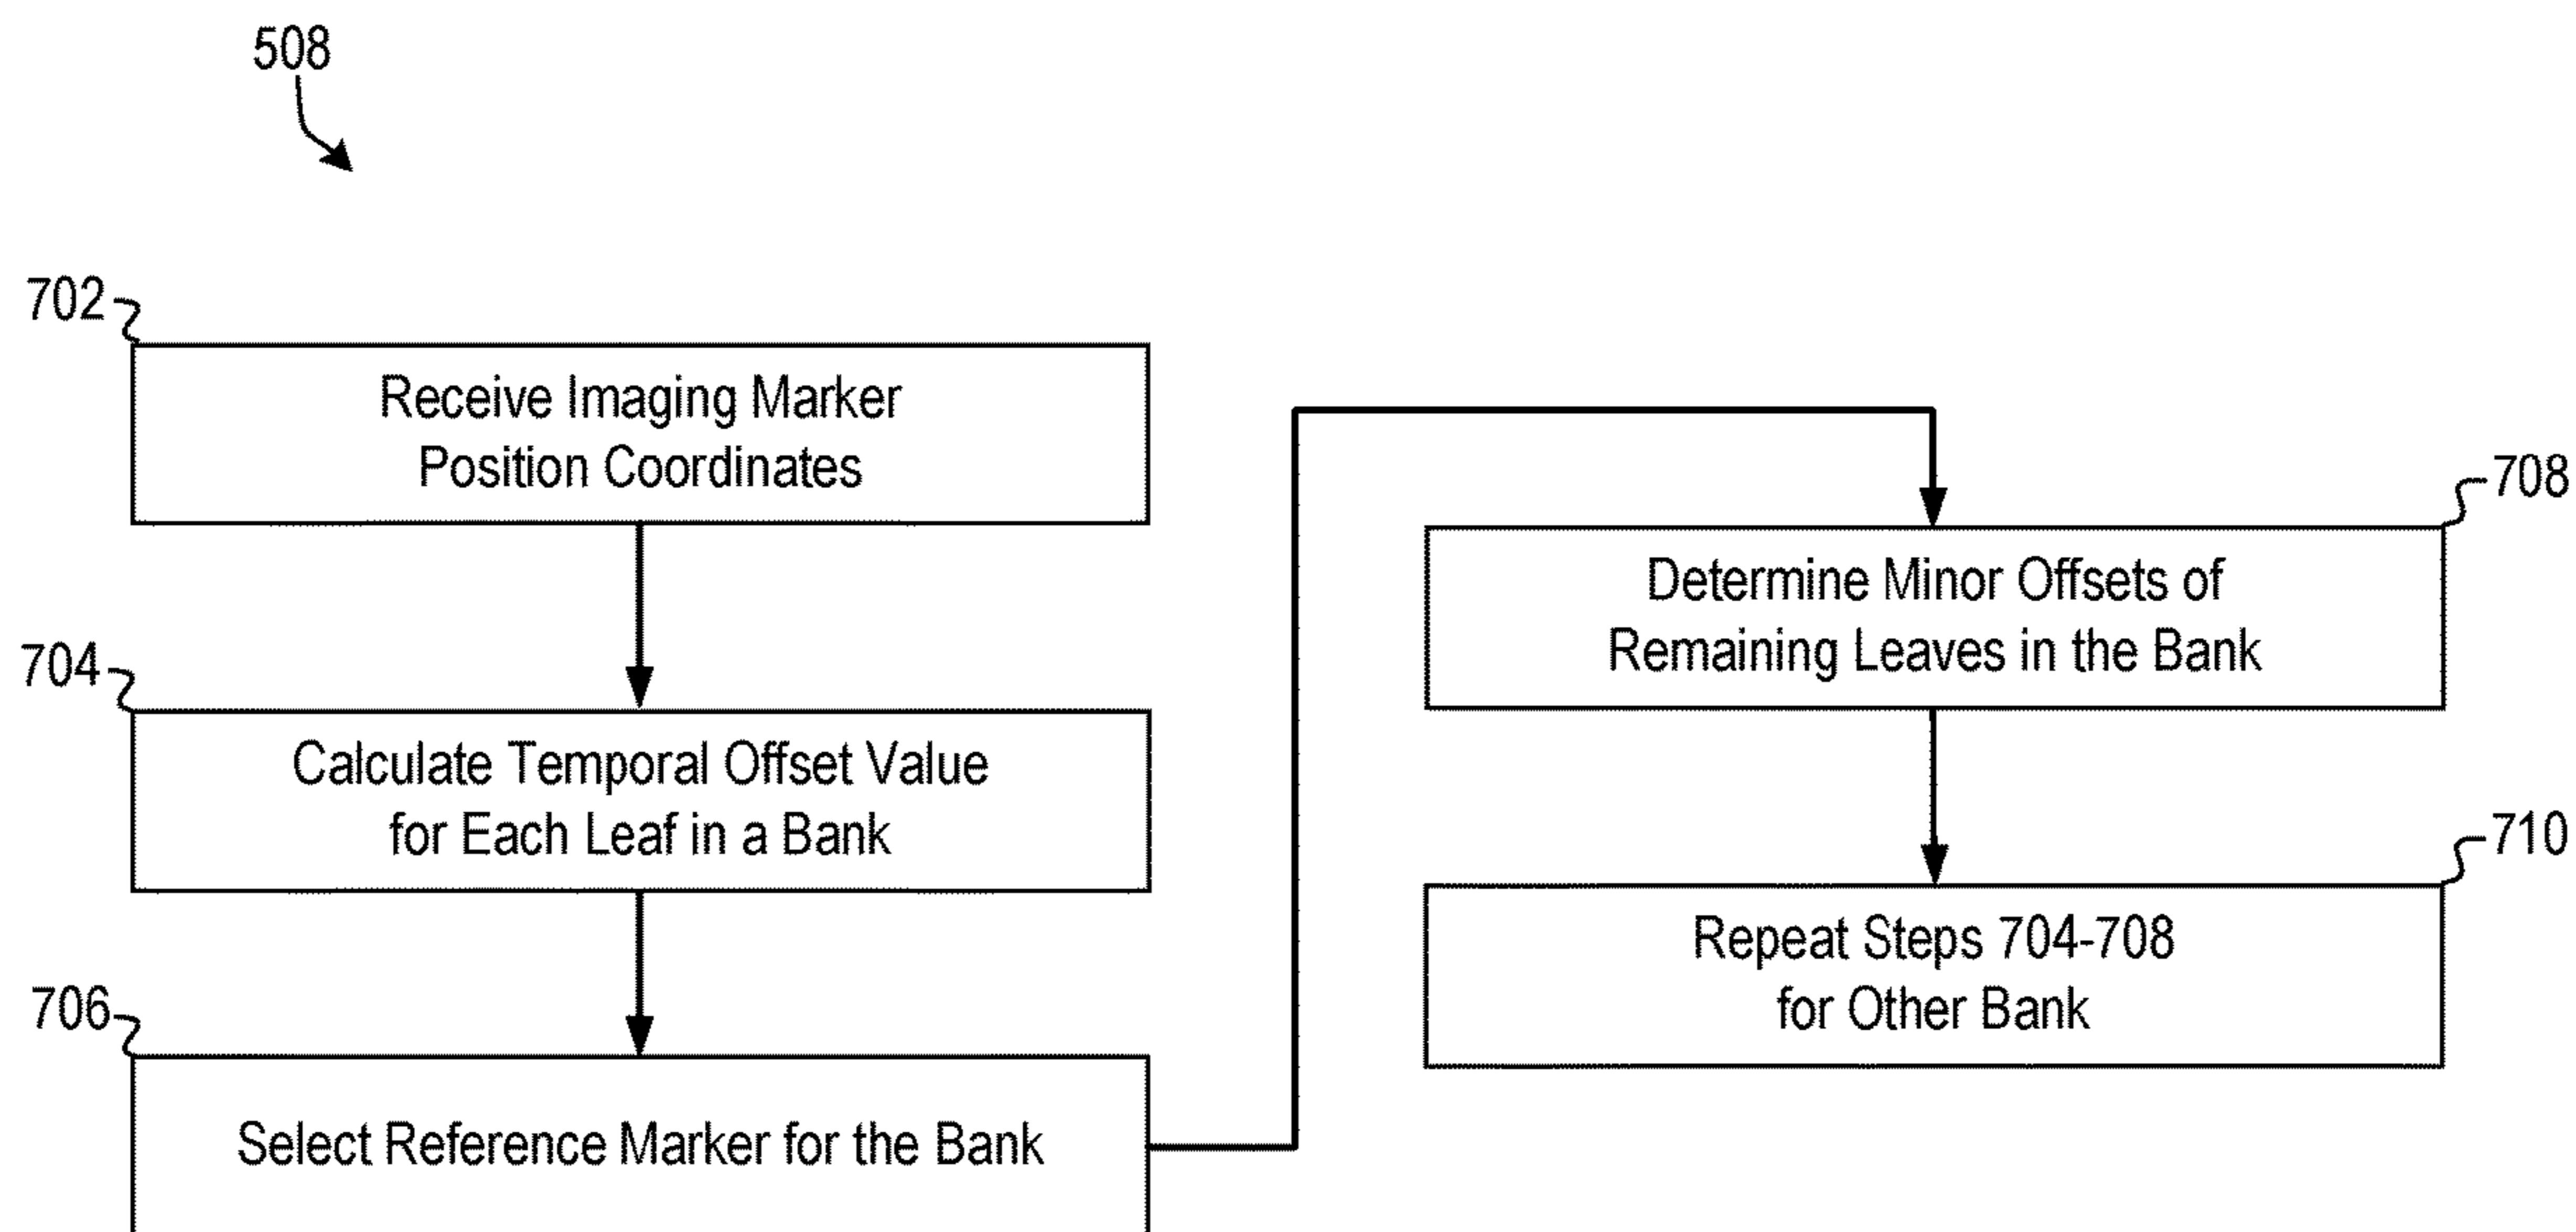 508
702
Receive Imaging Marker
Position Coordinates
704
Calculate Temporal Offset Value
for Each Leaf in a Bank
706
Select Reference Marker for the Bank
708
Determine Minor Offsets of
Remaining Leaves in the Bank
710
Repeat Steps 704-708
for Other Bank